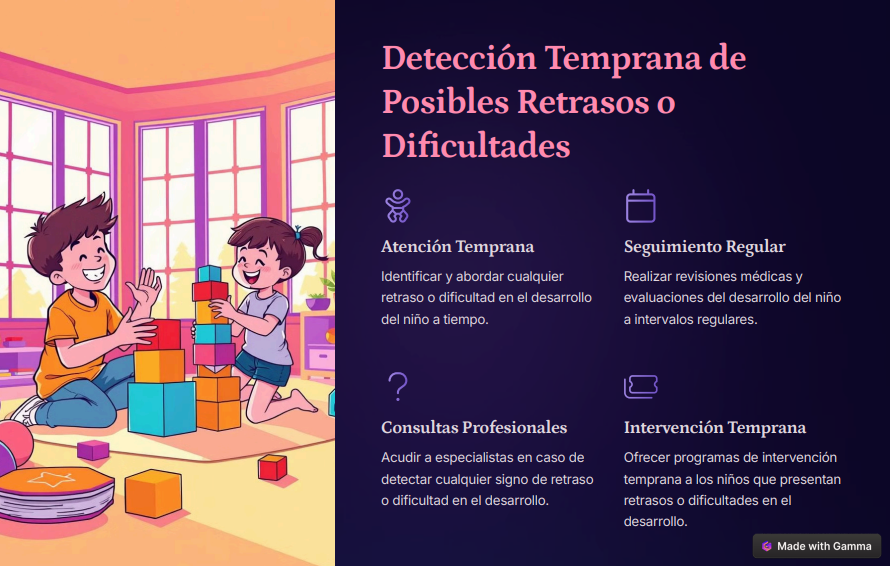 Detección Temprana de
Posibles Retrasos o
Dificultades
Atención Temprana
Identificar y abordar cualquier
retraso o dificultad en el desarrollo
del niño a tiempo.
Seguimiento Regular
Realizar revisiones médicas y
evaluaciones del desarrollo del niño
a intervalos regulares.
Consultas Profesionales
Acudir a especialistas en caso de
detectar cualquier signo de retraso
o dificultad en el desarrollo.
Intervención Temprana
Ofrecer programas de intervención
temprana a los niños que presentan
retrasos o dificultades en el
desarrollo.
Made with Gamma